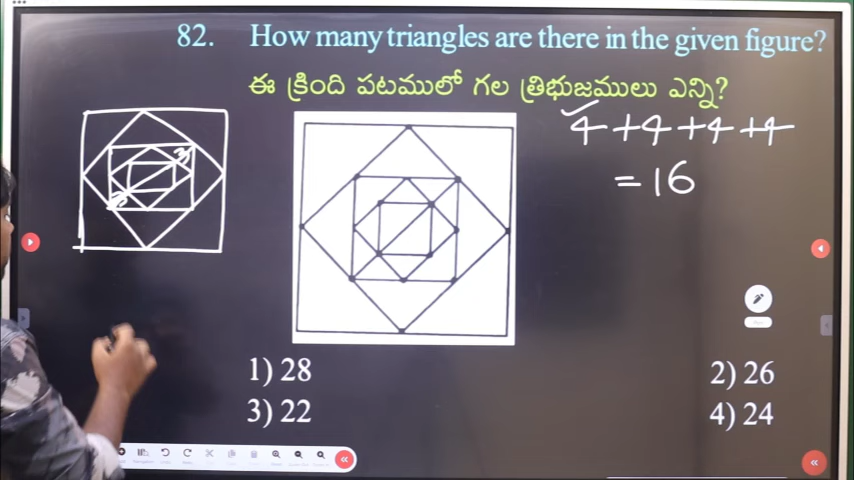 82. How many triangles are there in the given figure?
ఈ క్రింది పటములో గల త్రిభుజములు ఎన్ని?
4 + 4 + 4 + 4
= 16
1) 28 2) 26
3) 22 4) 24